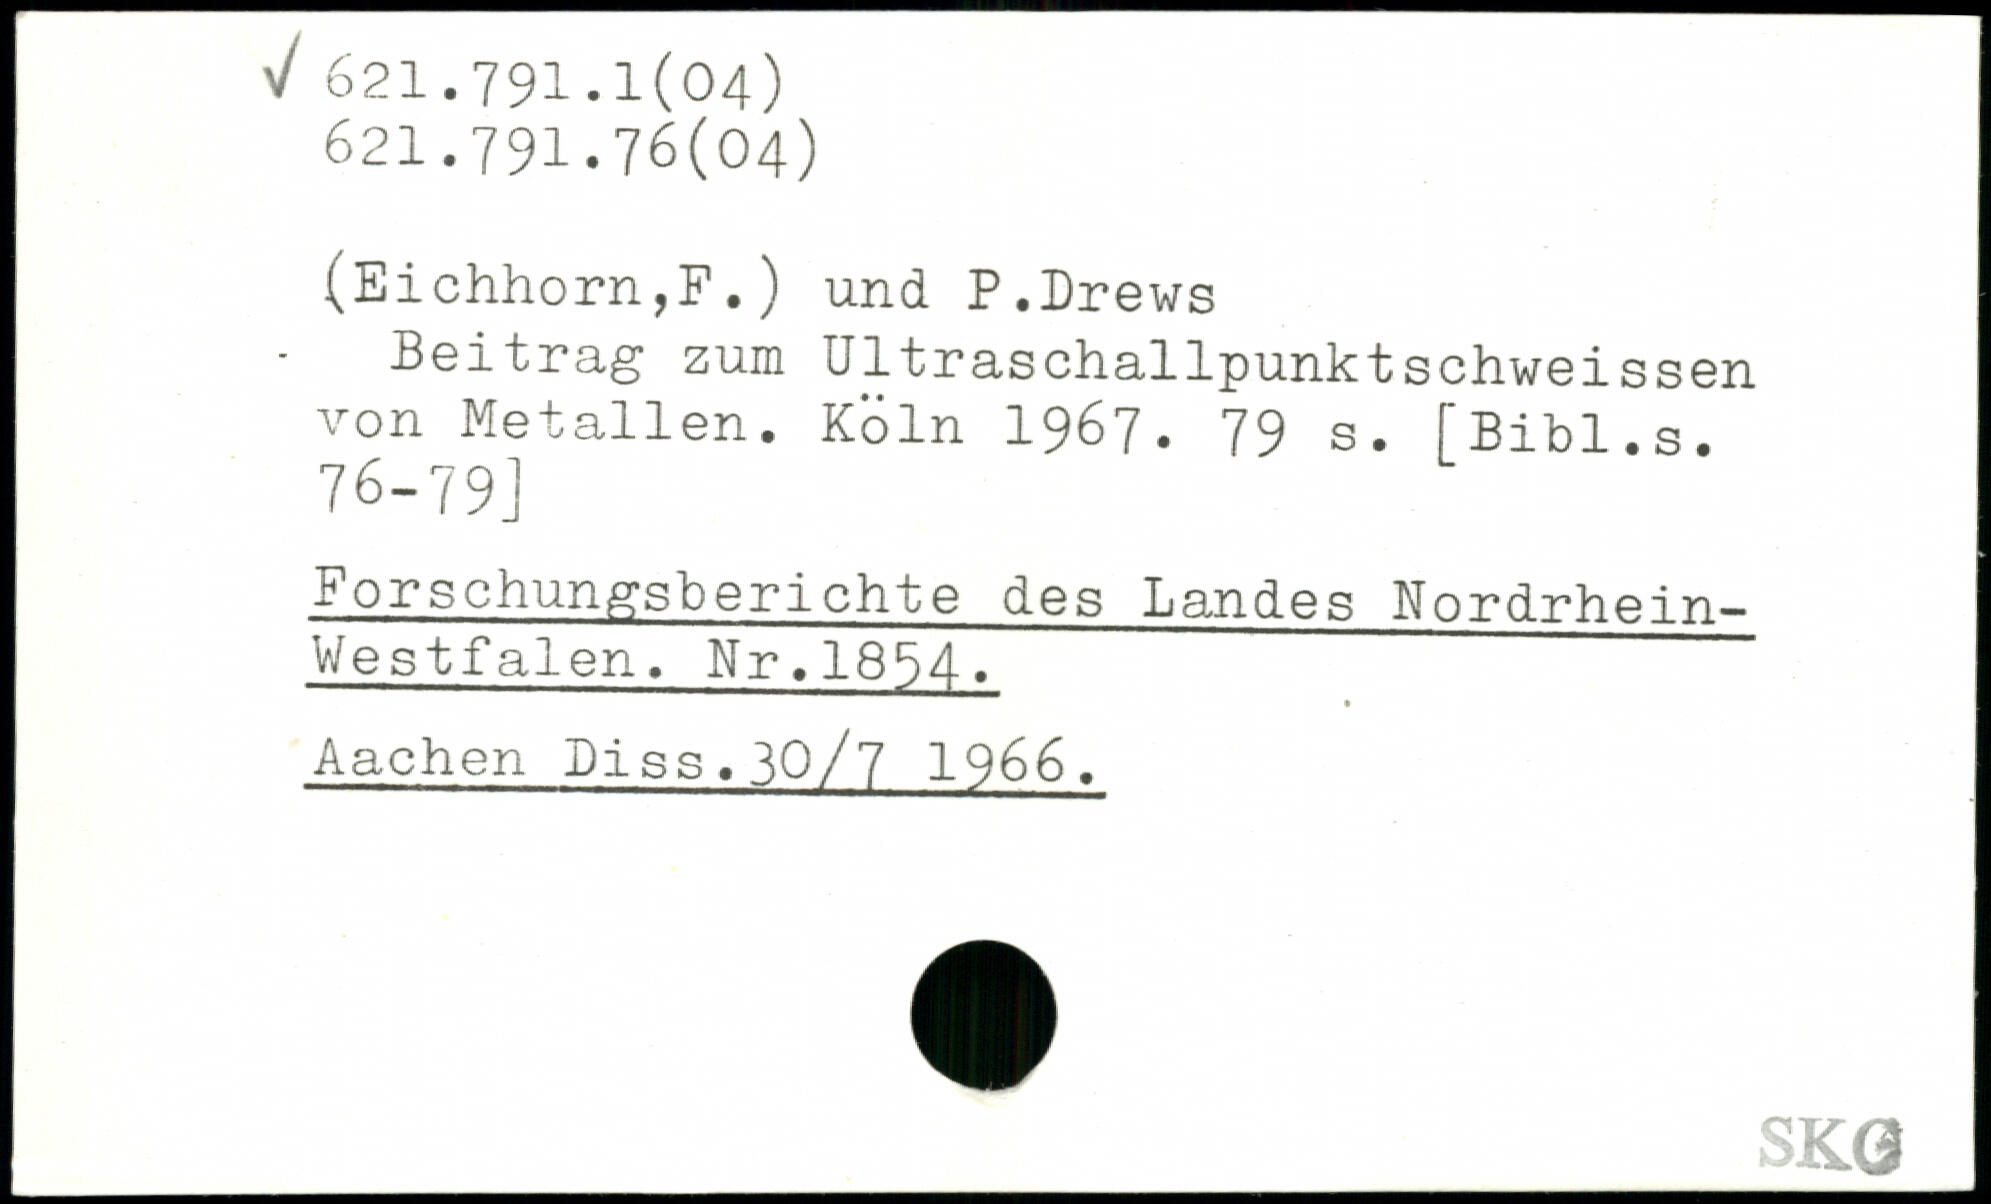 ✓ 621.791.1(04)
621.791.76(04)
(Eichhorn,F.) und P.Drews
Beitrag zum Ultraschallpunktschweissen
von Metallen. Köln 1967. 79 s. [Bibl.s.
76-79]
Forschungsberichte des Landes Nordrhein-
Westfalen. Nr.1854.
Aachen Diss.30/7 1966.